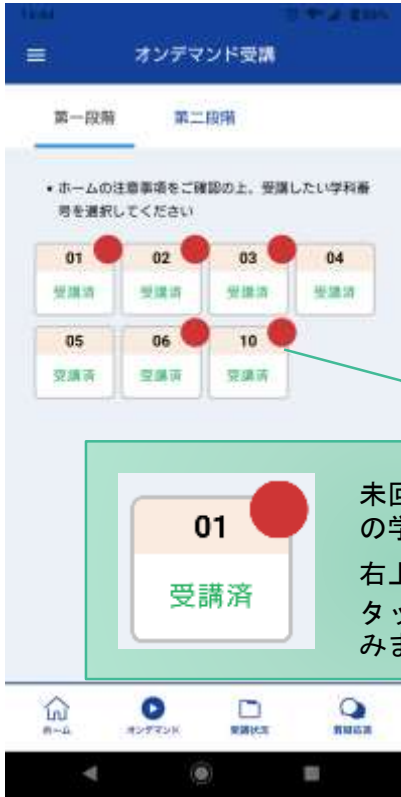 オンデマンド受講
第一段階 第二段階
• ホームの注意事項をご確認の上、受講したい学科番
号を選択してください
01 02 03 04
受講済 受講済 受講済 受講済
05 06 10
受講済 受講済 受講済
01
受講済
未回
の学
右上
タッ
みま
ホーム オンデマンド 受講状況 質疑応答